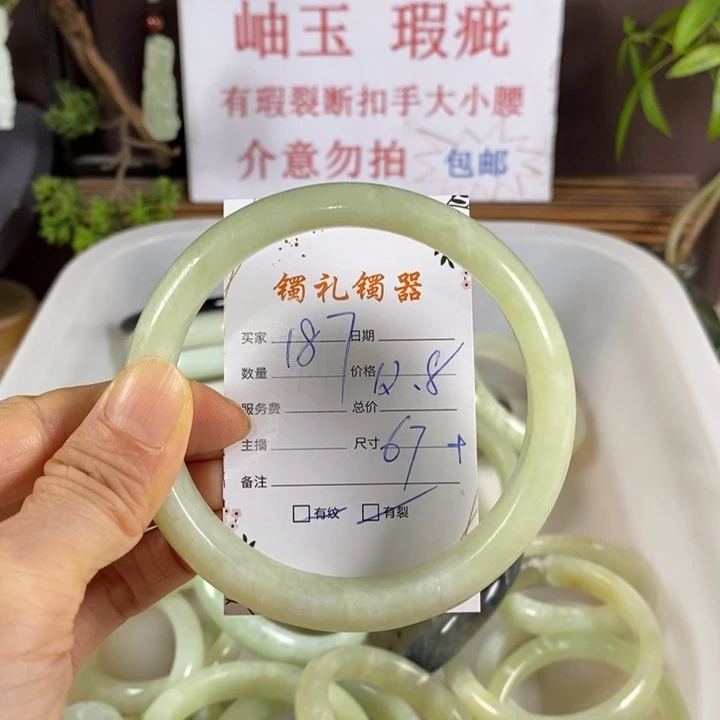 岫玉 瑕疵
有瑕裂断扣手大小腰
介意勿拍 包邮
镯礼镯器
买家 187 日期
数量 价格 12.8
服务费 总价
主播 尺寸 67+
备注
有纹 有裂